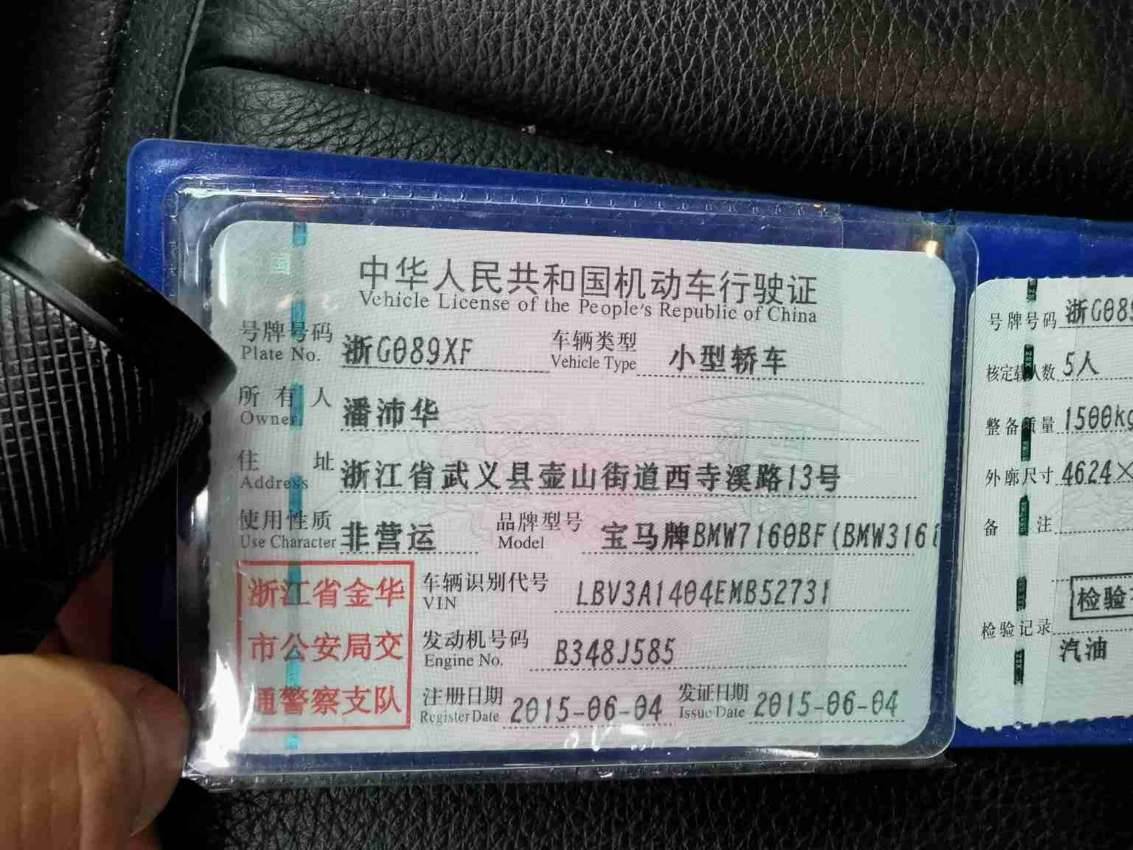 中华人民共和国机动车行驶证
Vehicle License of the People's Republic of China
号牌号码 浙G089XF 车辆类型 小型轿车
Plate No. Vehicle Type
所有人 潘沛华
Owner
住址 浙江省武义县壶山街道西寺溪路13号
Address
使用性质 非营运 品牌型号 宝马牌BMW7160BF(BMW316i
Use Character Model
浙江省金华
市公安局交
通警察支队
车辆识别代号 LBV3A1404EMB52731
VIN
发动机号码 B348J585
Engine No.
注册日期 2015-06-04 发证日期 2015-06-04
Register Date Issue Date
号牌号码 浙G089
核定载人数 5人
整备质量 1500kg
外廓尺寸 4624×
备注
检验
检验记录
汽油